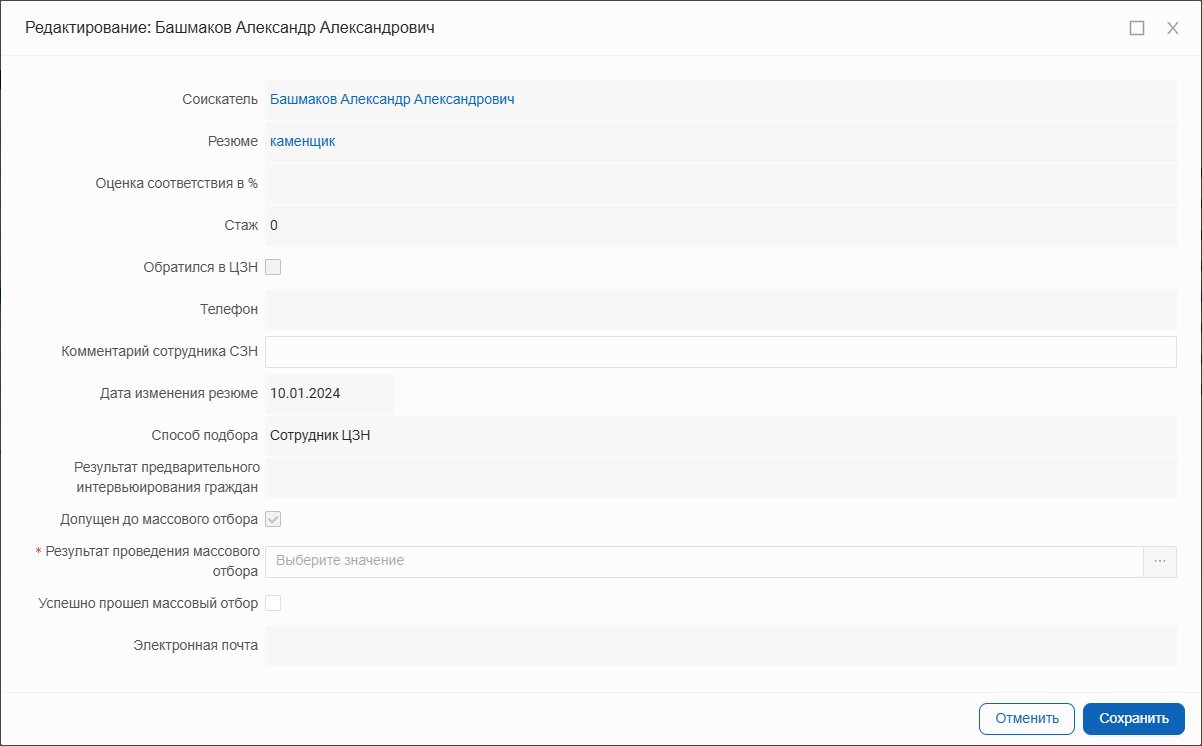 Редактирование: Башмаков Александр Александрович
Соискатель Башмаков Александр Александрович
Резюме каменщик
Оценка соответствия в %
Стаж 0
Обратился в ЦЗН
Телефон
Комментарий сотрудника СЗН
Дата изменения резюме 10.01.2024
Способ подбора Сотрудник ЦЗН
Результат предварительного
интервьюирования граждан
Допущен до массового отбора
* Результат проведения массового
отбора Выберите значение ...
Успешно прошел массовый отбор
Электронная почта
Отменить Сохранить